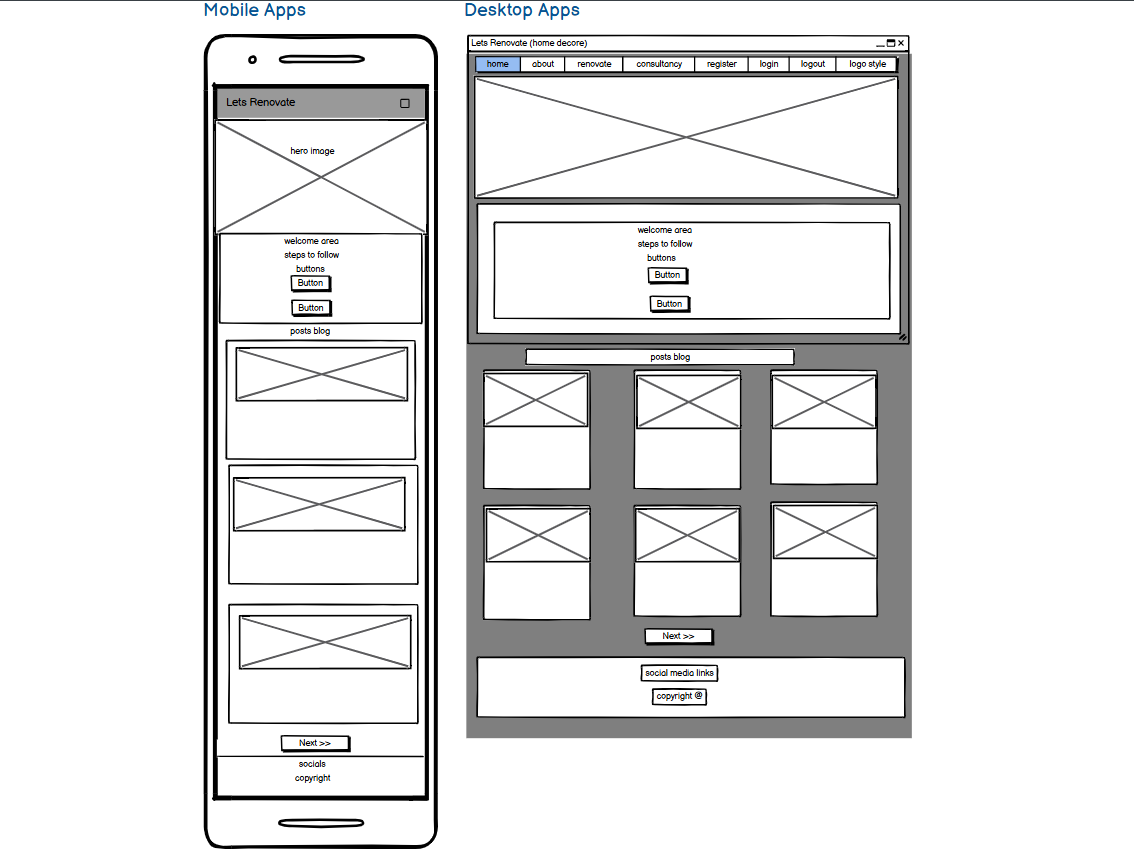 Mobile Apps
Lets Renovate
hero image
welcome area
steps to follow
buttons
Button
Button
posts blog
Next >>
socials
copyright
Desktop Apps
Lets Renovate (home decore)
home about renovate consultancy register login logout logo style
welcome area
steps to follow
buttons
Button
Button
posts blog
Next >>
social media links
copyright @